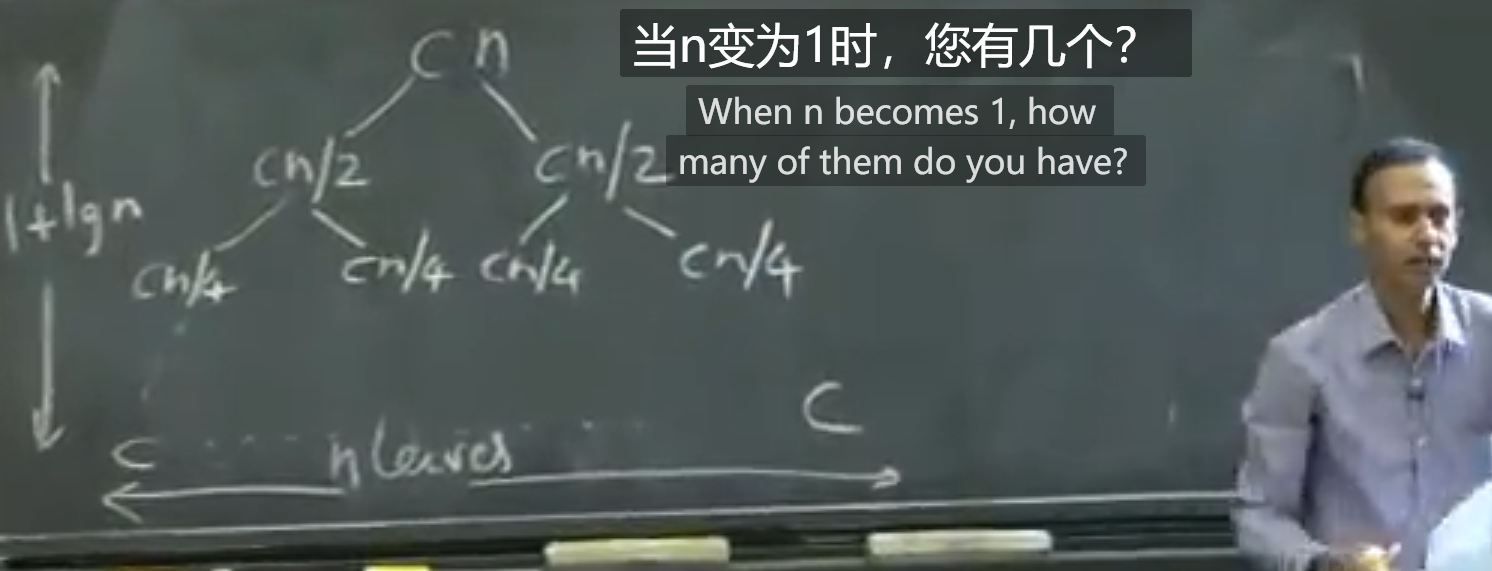 当n变为1时，您有几个？
When n becomes 1, how
many of them do you have?
cn
cn/2 cn/2
1+lgn
cn/4 cn/4 cn/4 cn/4
c
c
n leaves